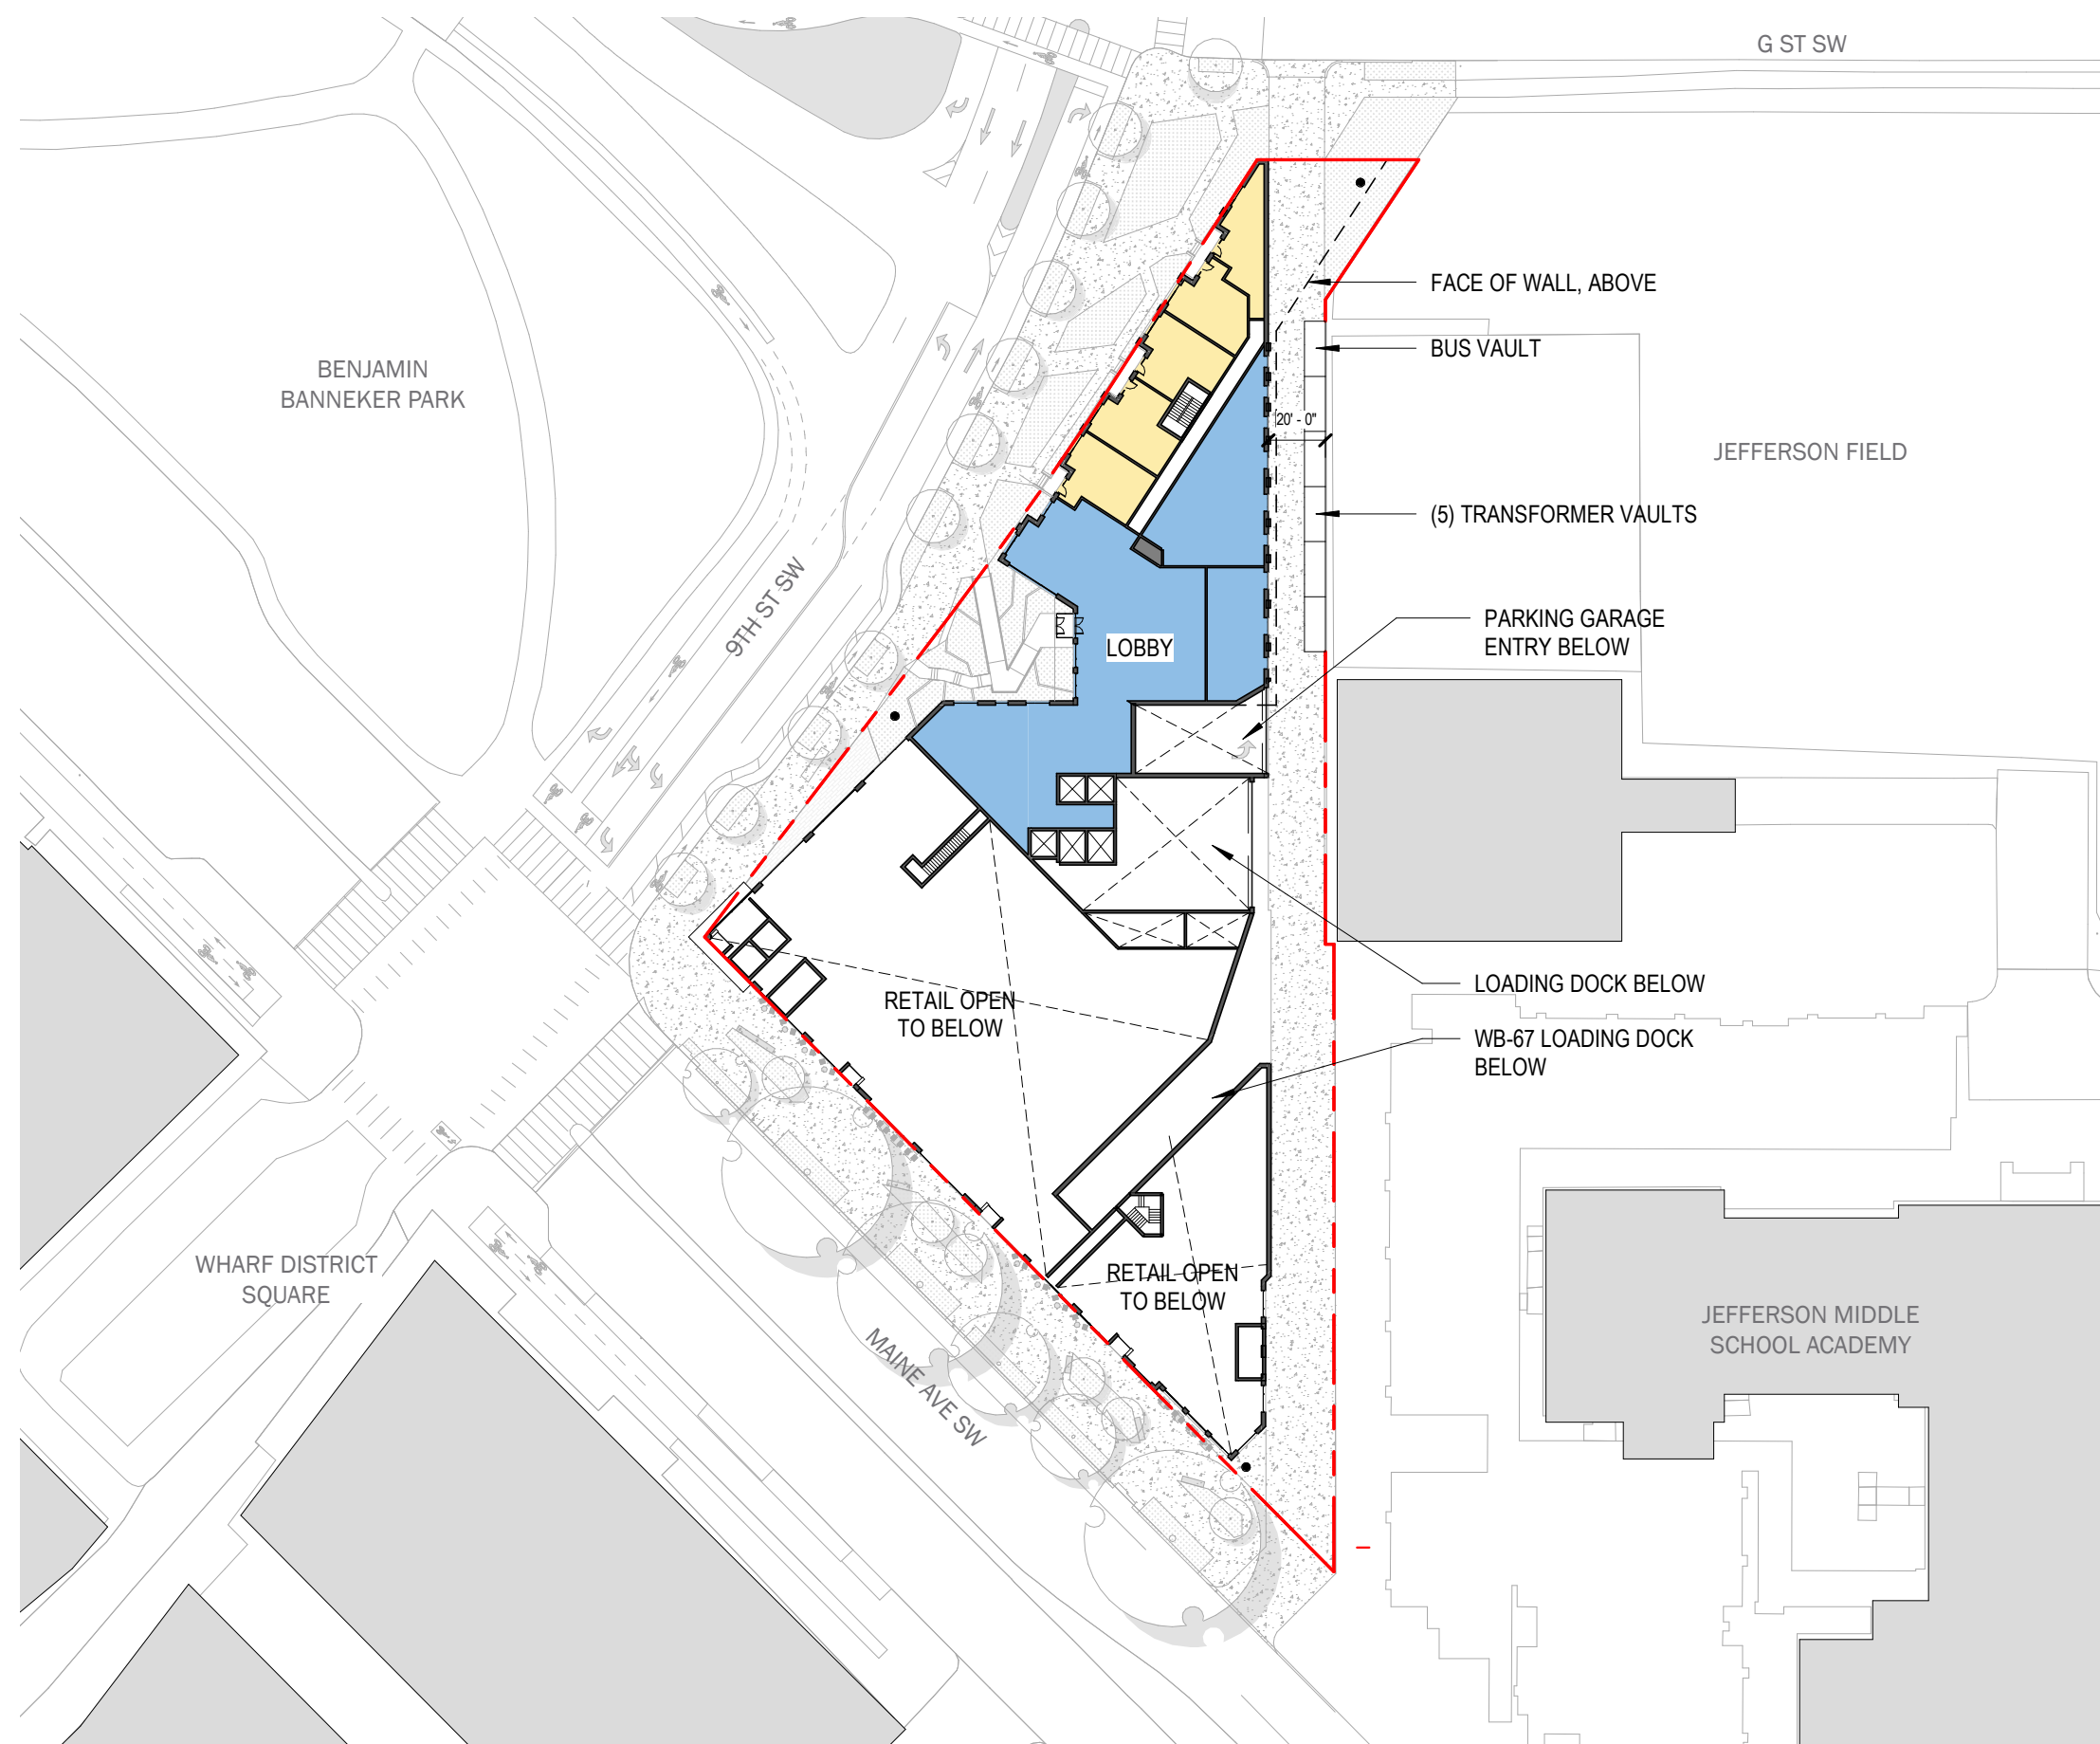 G ST SW
FACE OF WALL, ABOVE
BENJAMIN
BANNEKER PARK
BUS VAULT
20' - 0"
JEFFERSON FIELD
(5) TRANSFORMER VAULTS
9TH ST SW
PARKING GARAGE
ENTRY BELOW
LOBBY
LOADING DOCK BELOW
RETAIL OPEN
TO BELOW
WB-67 LOADING DOCK
BELOW
WHARF DISTRICT
SQUARE
RETAIL OPEN
TO BELOW
JEFFERSON MIDDLE
SCHOOL ACADEMY
MAINE AVE SW